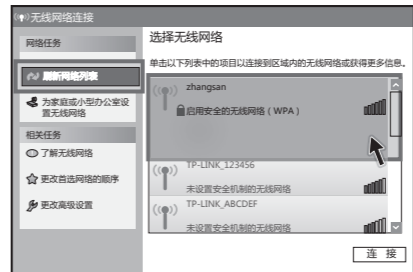 无线网络连接
网络任务
刷新网络列表
为家庭或小型办公室设
置无线网络
相关任务
了解无线网络
更改首选网络的顺序
更改高级设置
选择无线网络
单击以下列表中的项目以连接到区域内的无线网络或获得更多信息。
zhangsan
启用安全的无线网络（WPA）
TP-LINK_123456
未设置安全机制的无线网络
TP-LINK_ABCDEF
未设置安全机制的无线网络
连 接